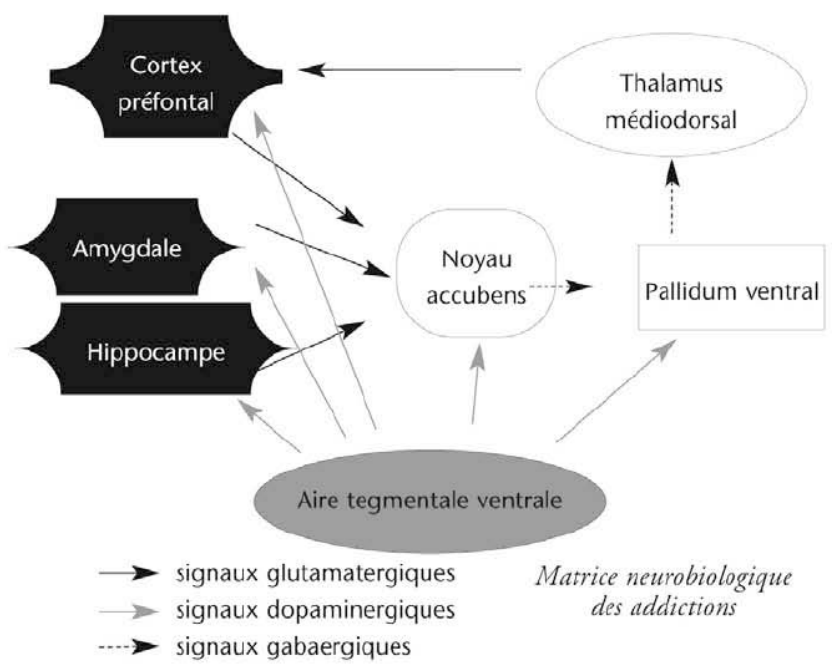 Cortex
préfontal
Thalamus
médiodorsal
Amygdale
Noyau
accubens
Pallidum ventral
Hippocampe
Aire tegmentale ventrale
signaux glutamatergiques
signaux dopaminergiques
signaux gabaergiques
Matrice neurobiologique
des addictions